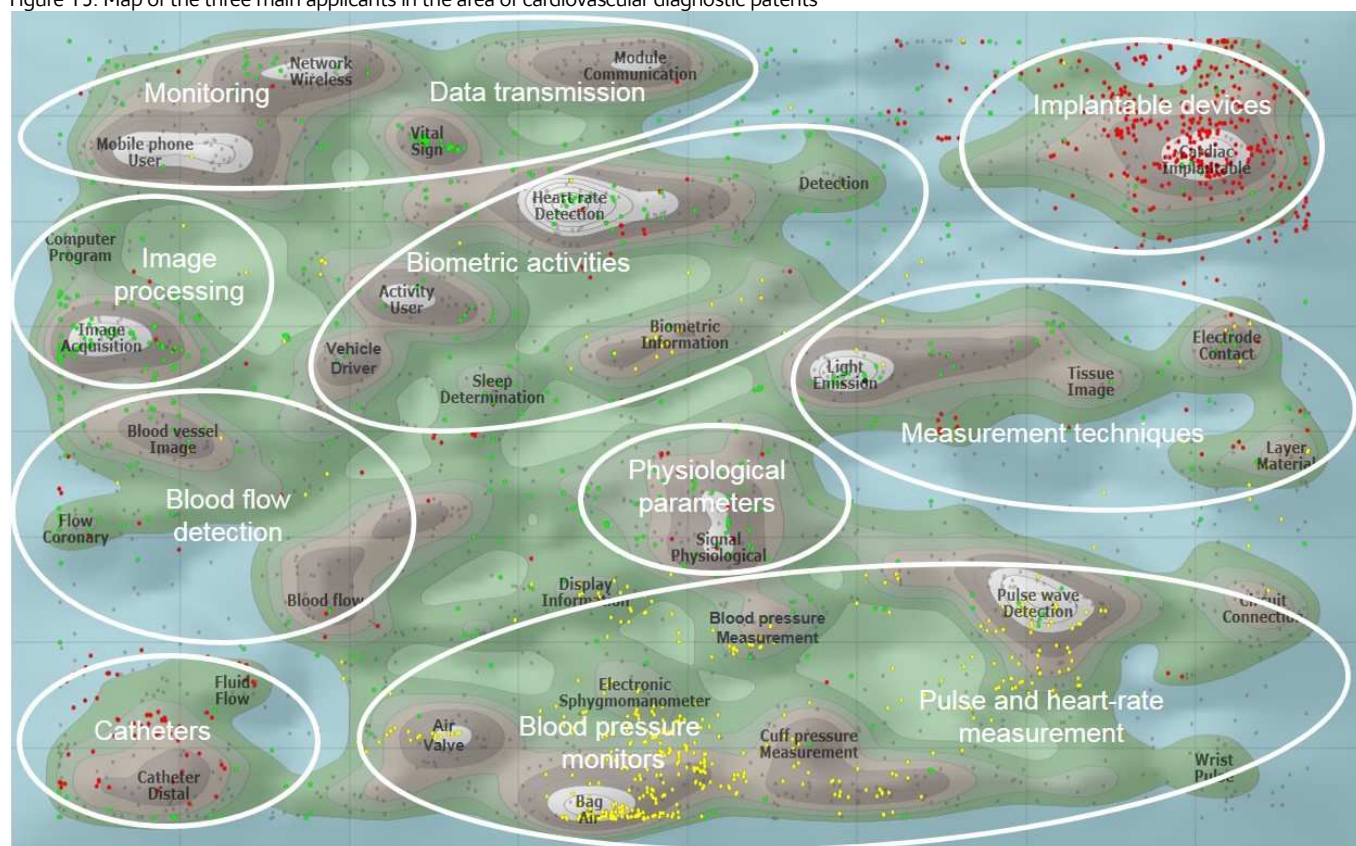 Figure 15: Map of the three main applicants in the area of cardiovascular diagnostic patents
Network
Wireless
Module
Communication
Monitoring
Data transmission
Implantable devices
Mobile phone
User
Vital
Sign
Cardiac
Implantable
Heart rate
Detection
Detection
Computer
Program
Image
processing
Biometric activities
Activity
User
Image
Acquisition
Vehicle
Driver
Biometric
Information
Electrode
Contact
Sleep
Determination
Light
Emission
Tissue
Image
Blood vessel
Image
Measurement techniques
Layer
Material
Blood flow
detection
Physiological
parameters
Flow
Coronary
Signal
Physiological
Blood flow
Display
Information
Blood pressure
Measurement
Pulse wave
Detection
Circuit
Connection
Fluid
Flow
Electronic
Sphygmomanometer
Pulse and heart-rate
measurement
Catheters
Air
Valve
Blood pressure
monitors
Cuff pressure
Measurement
Catheter
Distal
Wrist
Pulse
Bag
Air